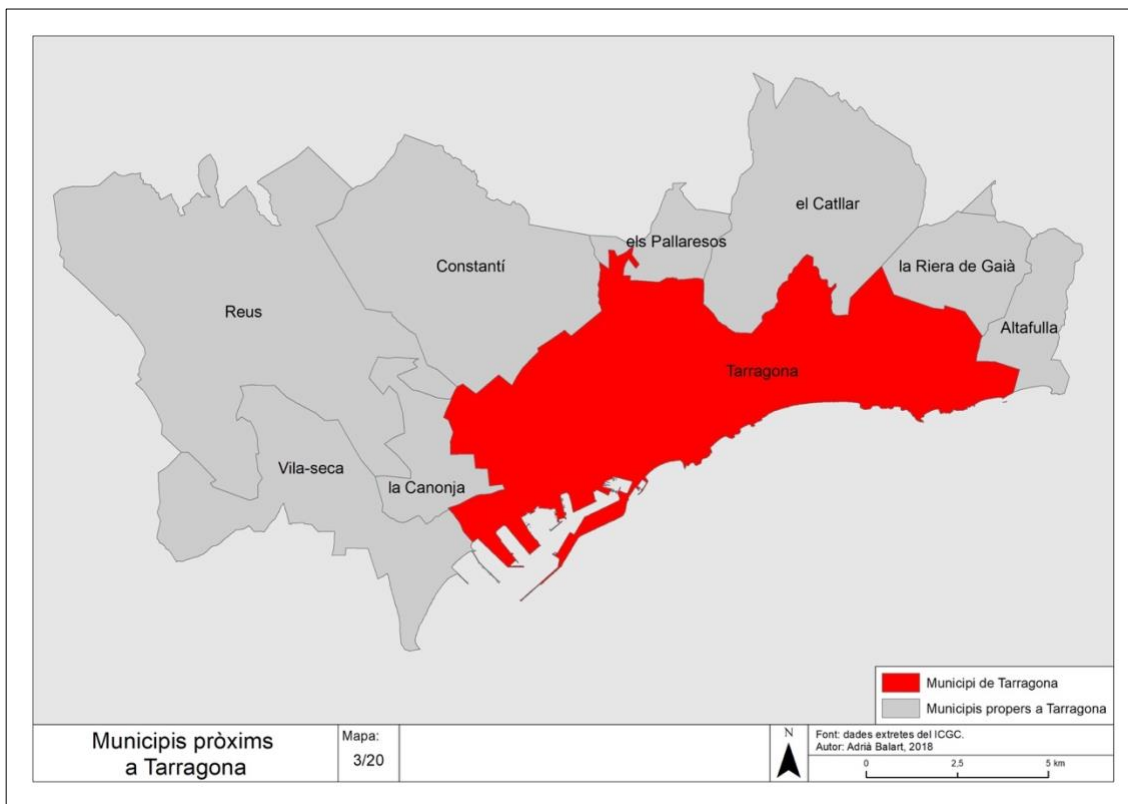 el Catllar
els Pallaresos
Constantí
la Riera de Gaià
Reus
Altafulla
Tarragona
Vila-seca
la Canonja
Municipi de Tarragona
Municipis propers a Tarragona
Municipis pròxims
a Tarragona
Mapa:
3/20
N
Font: dades extretes del ICGC.
Autor: Adrià Balart, 2018
0 2,5 5 km